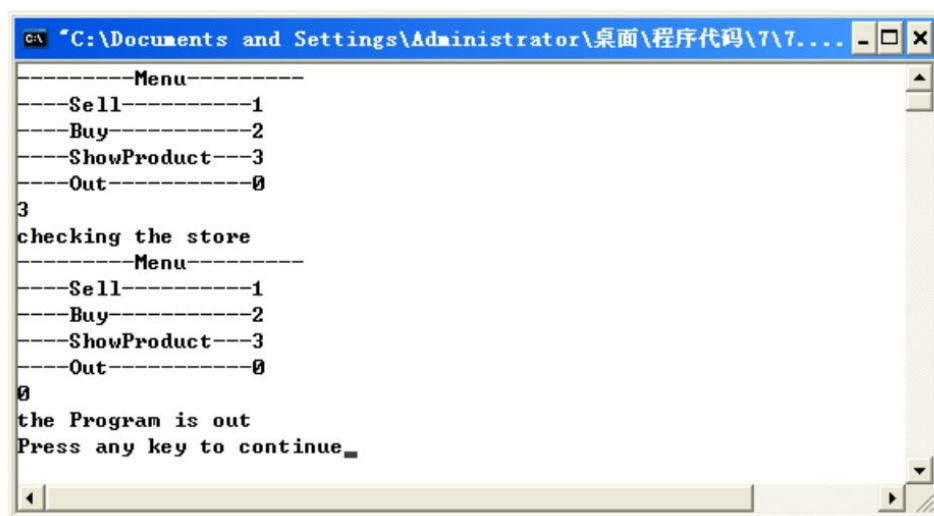 "C:\Documents and Settings\Administrator\桌面\程序代码\7\7....
---------Menu---------
----Sell----------1
----Buy-----------2
----ShowProduct---3
----Out-----------0
3
checking the store
---------Menu---------
----Sell----------1
----Buy-----------2
----ShowProduct---3
----Out-----------0
0
the Program is out
Press any key to continue_